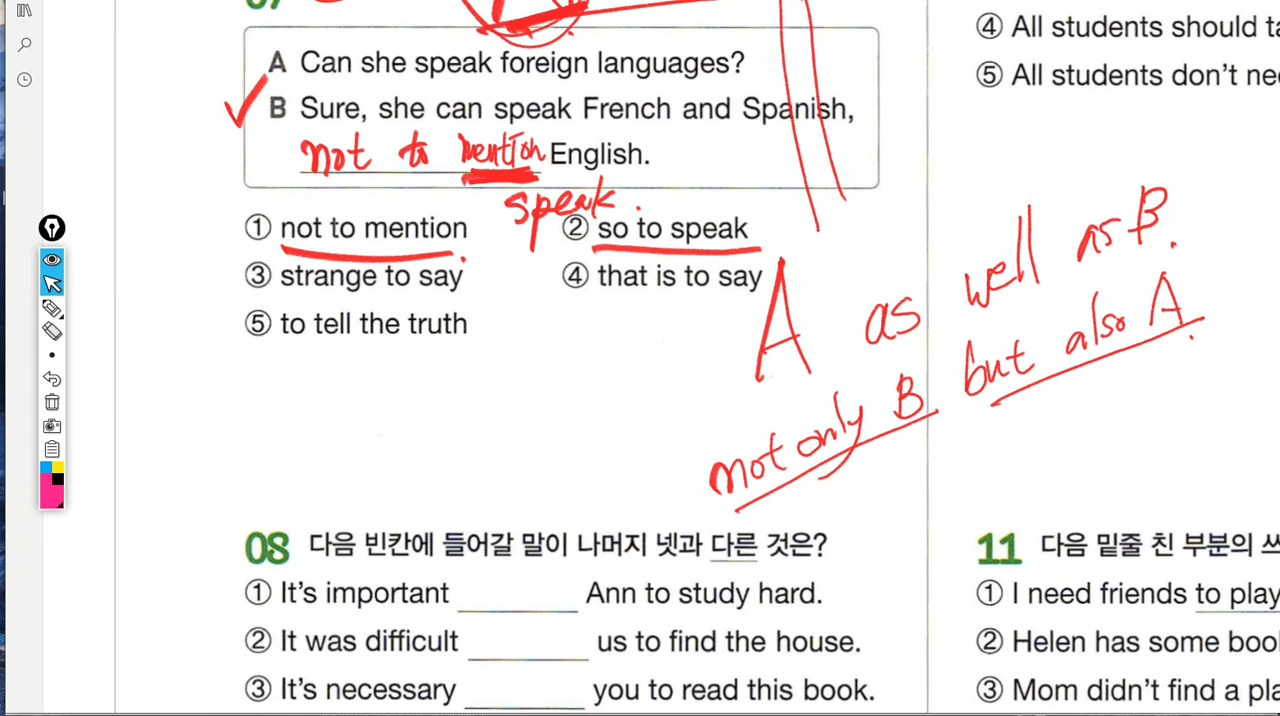 07
A Can she speak foreign languages?
B Sure, she can speak French and Spanish,
not to mention English.
speak.
① not to mention ② so to speak
③ strange to say ④ that is to say
⑤ to tell the truth
A as well as B.
not only B but also A.
08 다음 빈칸에 들어갈 말이 나머지 넷과 다른 것은?
① It's important ________ Ann to study hard.
② It was difficult ________ us to find the house.
③ It's necessary ________ you to read this book.
④ All students should ta
⑤ All students don't ne
11 다음 밑줄 친 부분의 쓰
① I need friends to play
② Helen has some boo
③ Mom didn't find a pla